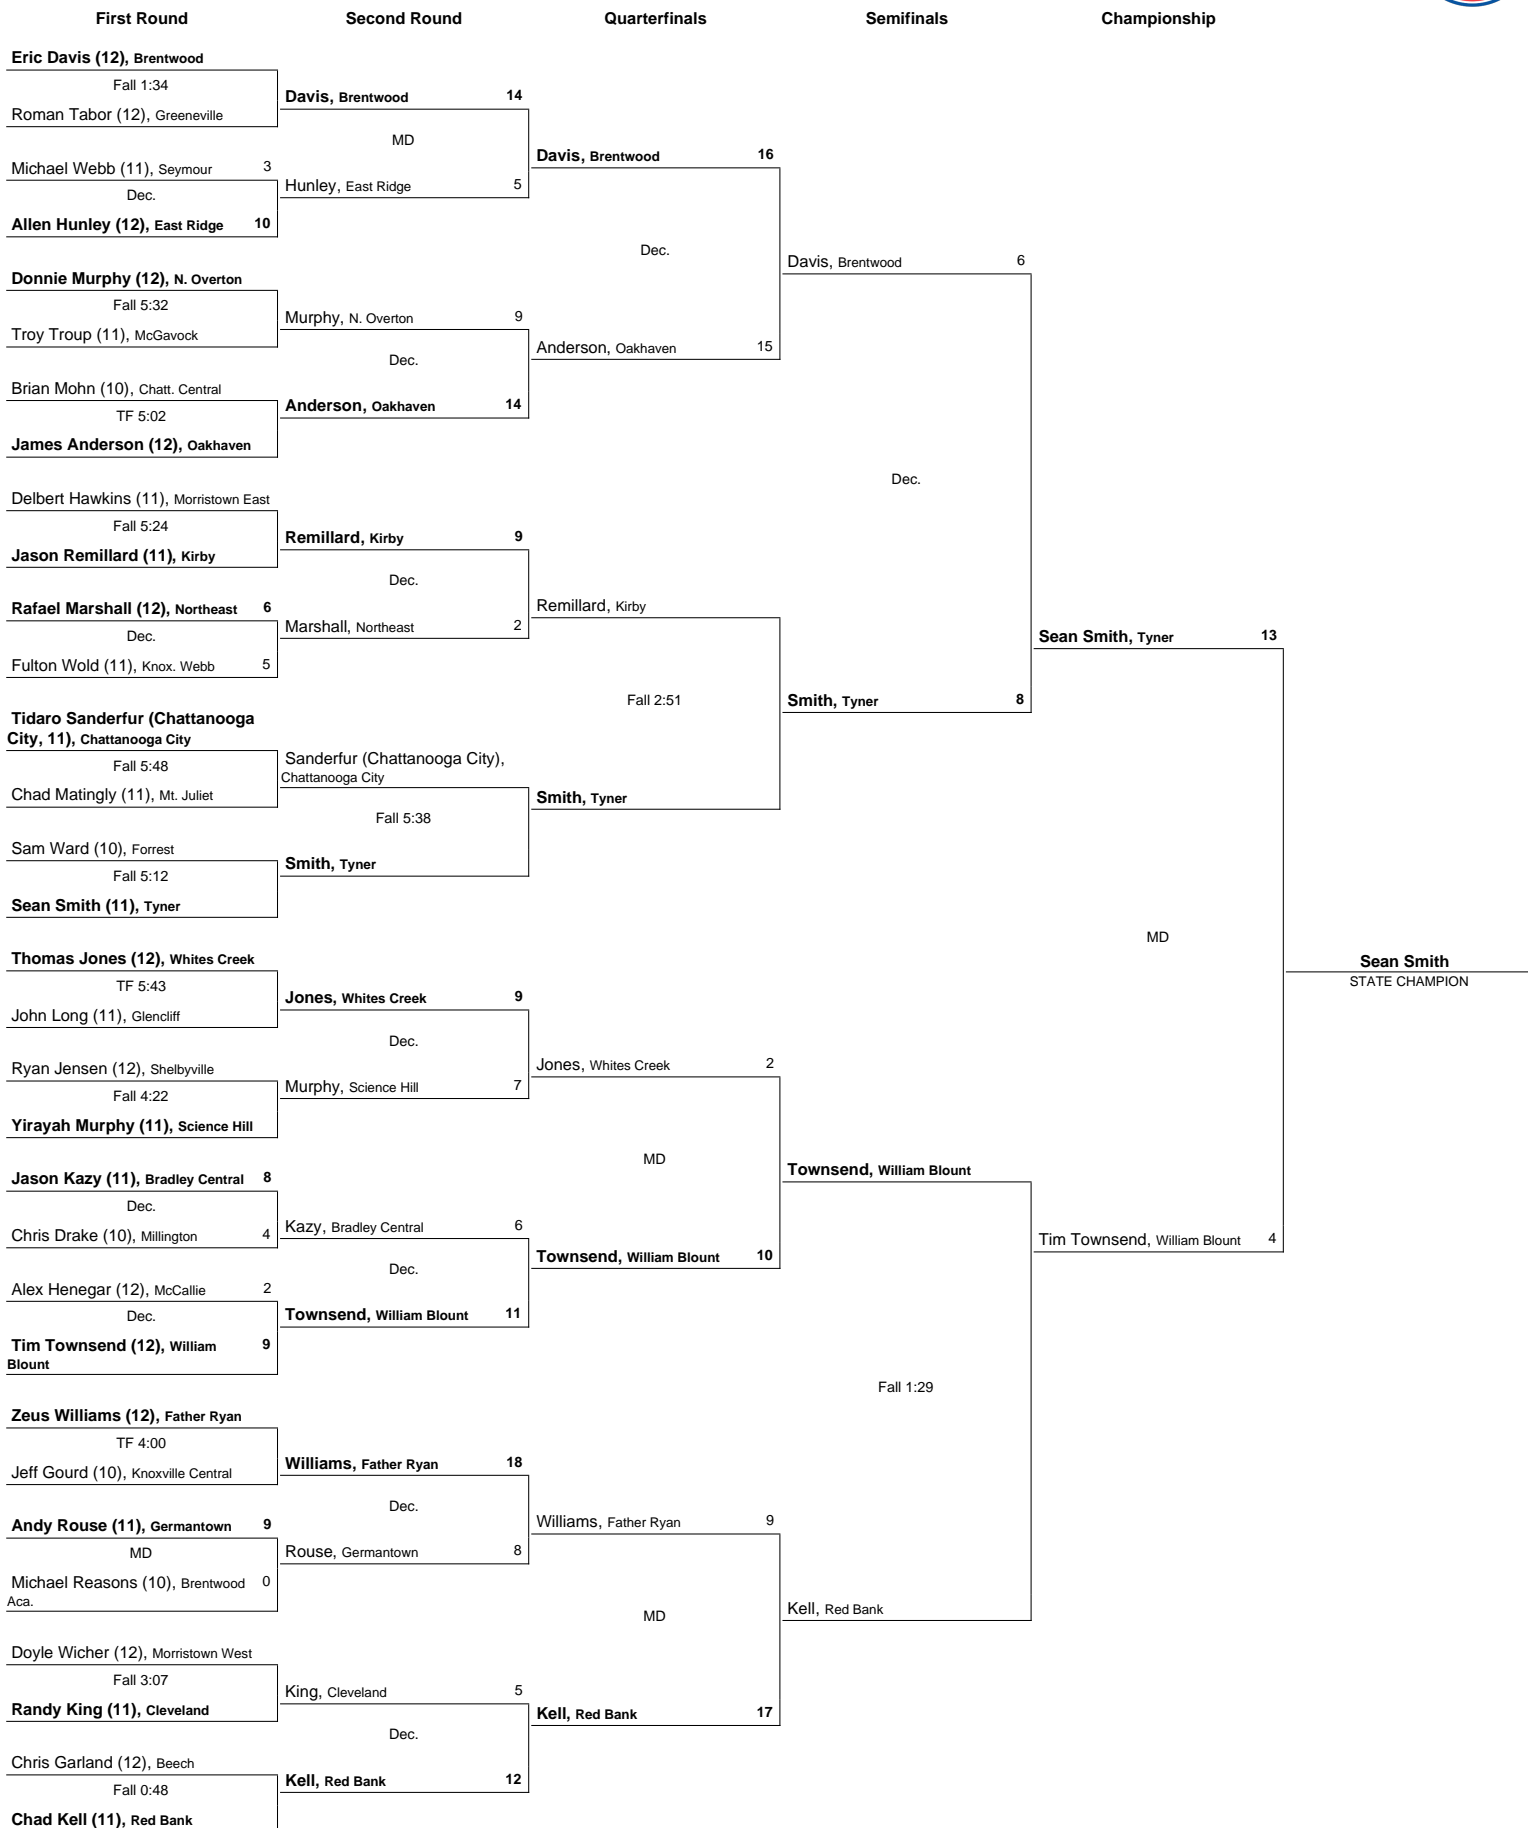 First Round
Second Round
Quarterfinals
Semifinals
Championship
Eric Davis (12), Brentwood
Fall 1:34
Roman Tabor (12), Greeneville
Michael Webb (11), Seymour 3
Dec.
Allen Hunley (12), East Ridge 10
Donnie Murphy (12), N. Overton
Fall 5:32
Troy Troup (11), McGavock
Brian Mohn (10), Chatt. Central
TF 5:02
James Anderson (12), Oakhaven
Delbert Hawkins (11), Morristown East
Fall 5:24
Jason Remillard (11), Kirby
Rafael Marshall (12), Northeast 6
Dec.
Fulton Wold (11), Knox. Webb 5
Tidaro Sanderfur (Chattanooga
City, 11), Chattanooga City
Fall 5:48
Chad Matingly (11), Mt. Juliet
Sam Ward (10), Forrest
Fall 5:12
Sean Smith (11), Tyner
Thomas Jones (12), Whites Creek
TF 5:43
John Long (11), Glencliff
Ryan Jensen (12), Shelbyville
Fall 4:22
Yirayah Murphy (11), Science Hill
Jason Kazy (11), Bradley Central 8
Dec.
Chris Drake (10), Millington 4
Alex Henegar (12), McCallie 2
Dec.
Tim Townsend (12), William 9
Blount
Zeus Williams (12), Father Ryan
TF 4:00
Jeff Gourd (10), Knoxville Central
Andy Rouse (11), Germantown 9
MD
Michael Reasons (10), Brentwood 0
Aca.
Doyle Wicher (12), Morristown West
Fall 3:07
Randy King (11), Cleveland
Chris Garland (12), Beech
Fall 0:48
Chad Kell (11), Red Bank
Davis, Brentwood 14
MD
Hunley, East Ridge 5
Murphy, N. Overton 9
Dec.
Anderson, Oakhaven 14
Remillard, Kirby 9
Dec.
Marshall, Northeast 2
Sanderfur (Chattanooga City),
Chattanooga City
Fall 5:38
Smith, Tyner
Jones, Whites Creek 9
Dec.
Murphy, Science Hill 7
Kazy, Bradley Central 6
Dec.
Townsend, William Blount 11
Williams, Father Ryan 18
Dec.
Rouse, Germantown 8
King, Cleveland 5
Dec.
Kell, Red Bank 12
Davis, Brentwood 16
Dec.
Anderson, Oakhaven 15
Remillard, Kirby
Fall 2:51
Smith, Tyner
Jones, Whites Creek 2
MD
Townsend, William Blount 10
Williams, Father Ryan 9
MD
Kell, Red Bank 17
Davis, Brentwood 6
Dec.
Smith, Tyner 8
Townsend, William Blount
Fall 1:29
Kell, Red Bank
Sean Smith, Tyner 13
MD
Tim Townsend, William Blount 4
Sean Smith
STATE CHAMPION